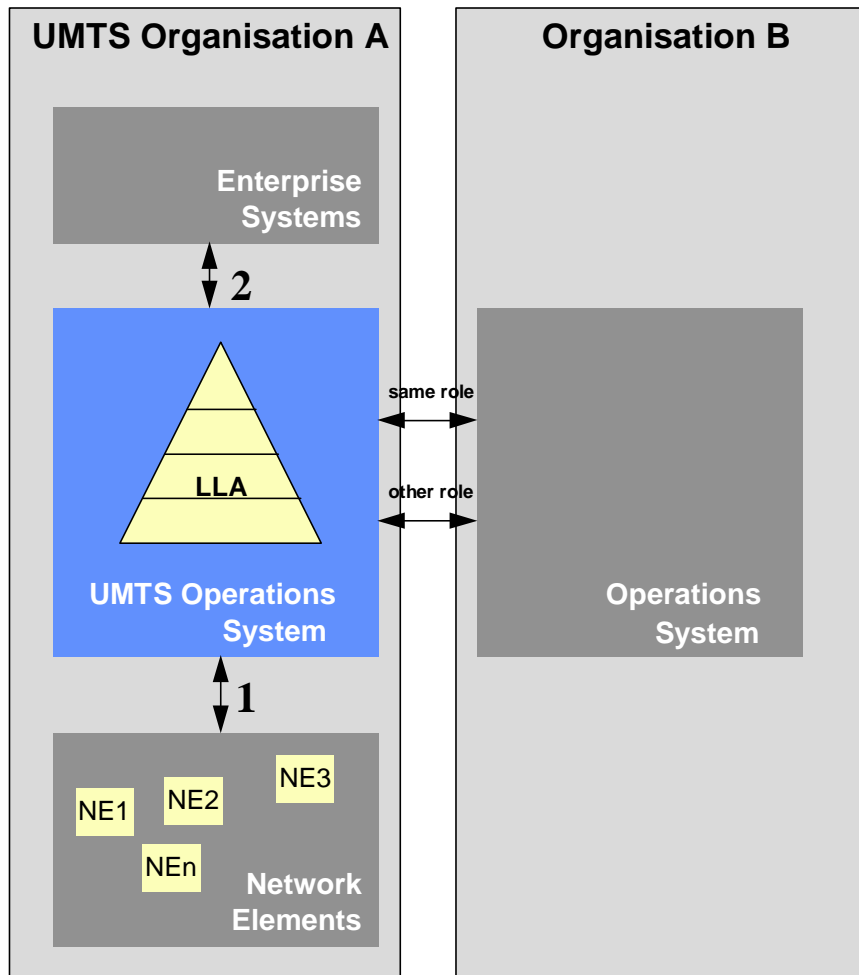 UMTS Organisation A
Organisation B
Enterprise
Systems
2
same role
LLA
other role
UMTS Operations
System
Operations
System
1
NE3
NE2
NE1
NEn
Network
Elements